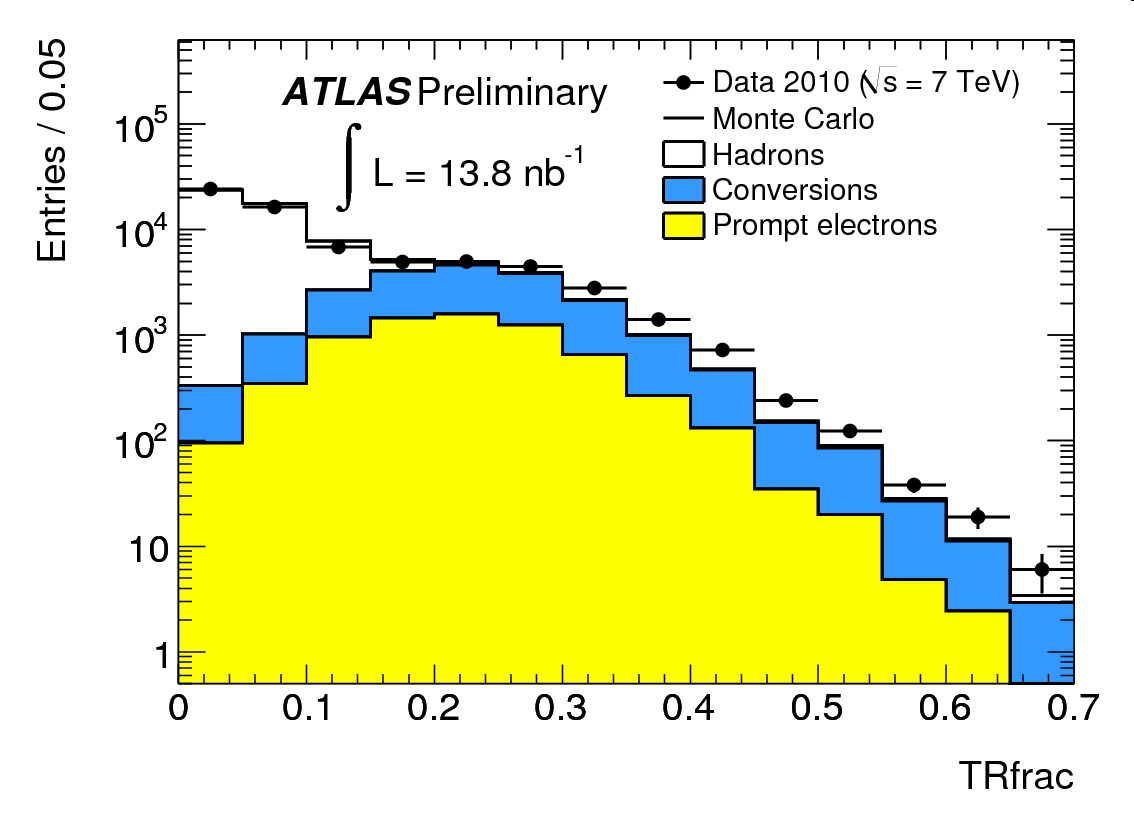 Entries / 0.05
ATLAS Preliminary
∫ L = 13.8 nb⁻¹
Data 2010 (√s = 7 TeV)
Monte Carlo
Hadrons
Conversions
Prompt electrons
10⁵
10⁴
10³
10²
10
1
0 0.1 0.2 0.3 0.4 0.5 0.6 0.7
TRfrac